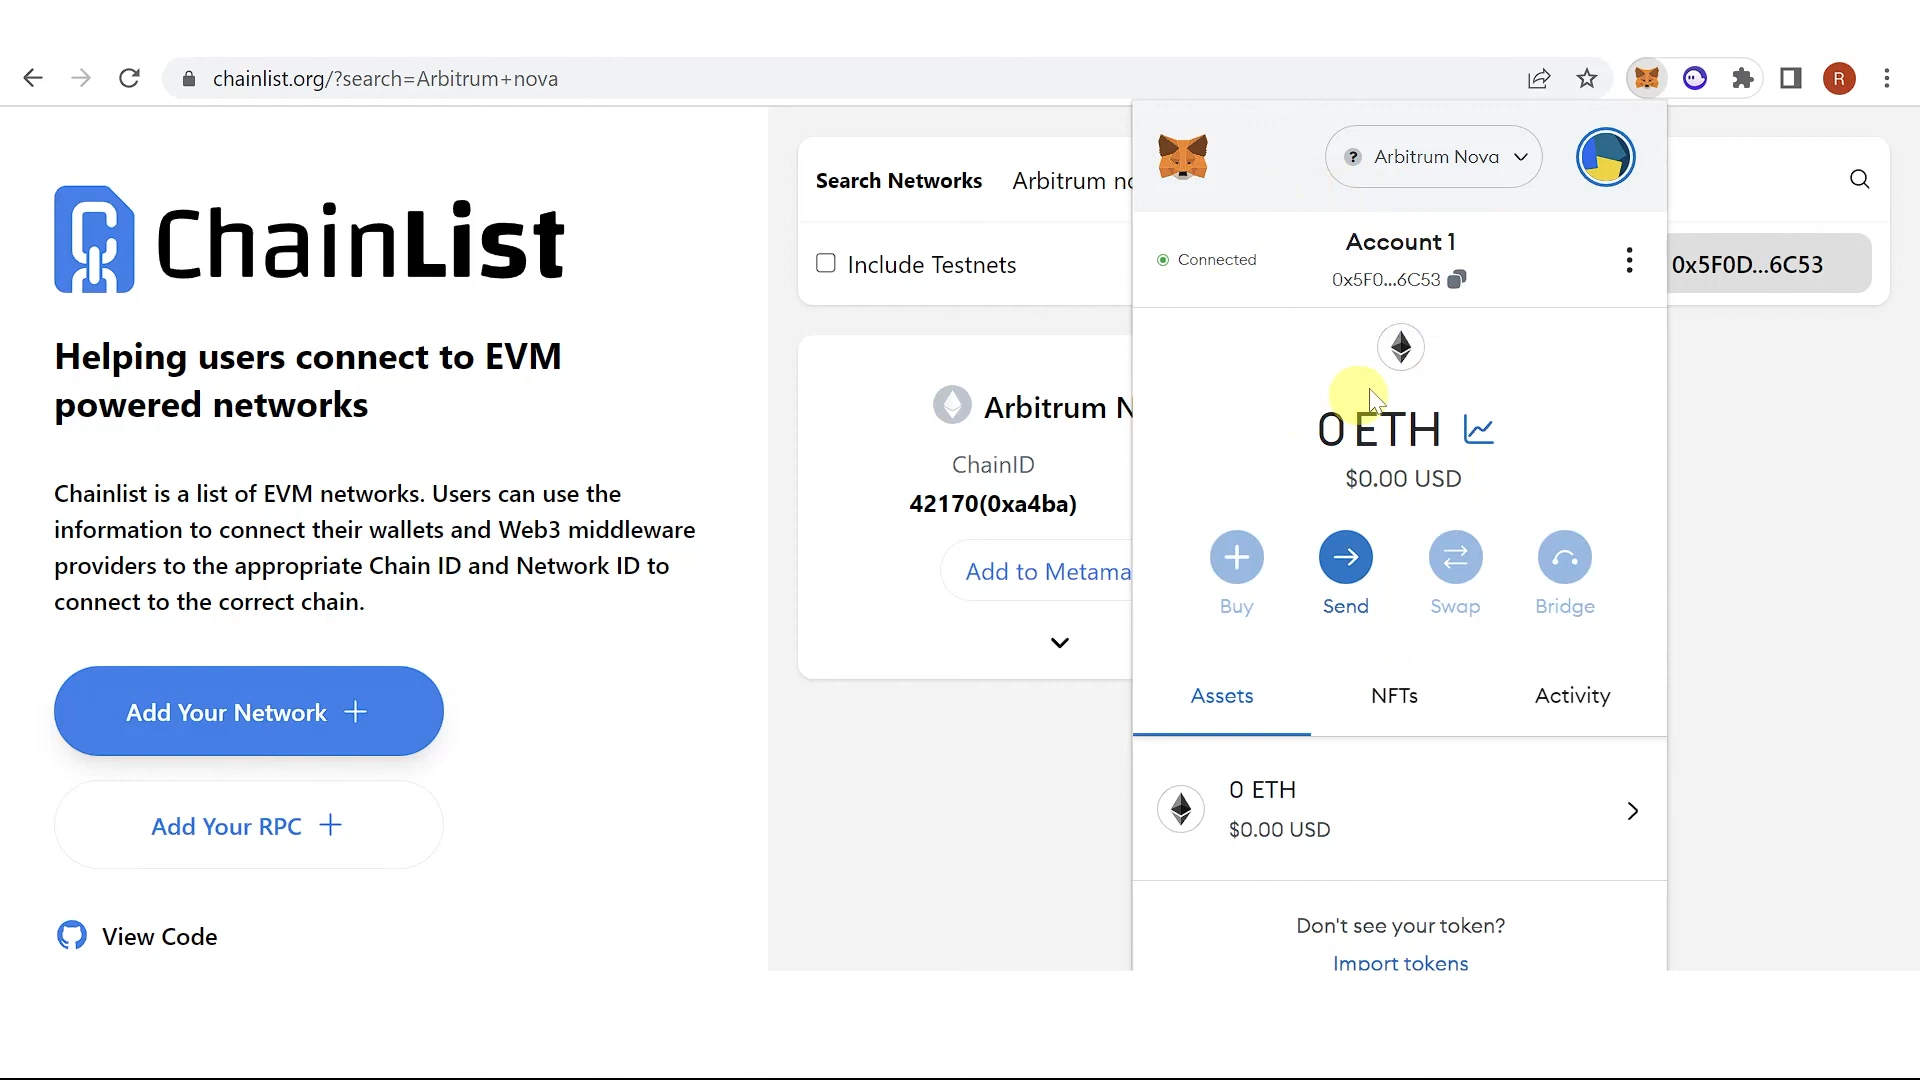 chainlist.org/?search=Arbitrum+nova
R
ChainList
Helping users connect to EVM
powered networks
Chainlist is a list of EVM networks. Users can use the
information to connect their wallets and Web3 middleware
providers to the appropriate Chain ID and Network ID to
connect to the correct chain.
Add Your Network
Add Your RPC
View Code
Search Networks
Arbitrum no
Include Testnets
0x5F0D...6C53
Arbitrum N
ChainID
42170(0xa4ba)
Add to Metama
? Arbitrum Nova
Connected
Account 1
0x5F0...6C53
0 ETH
$0.00 USD
Buy
Send
Swap
Bridge
Assets
NFTs
Activity
0 ETH
$0.00 USD
Don't see your token?
Import tokens